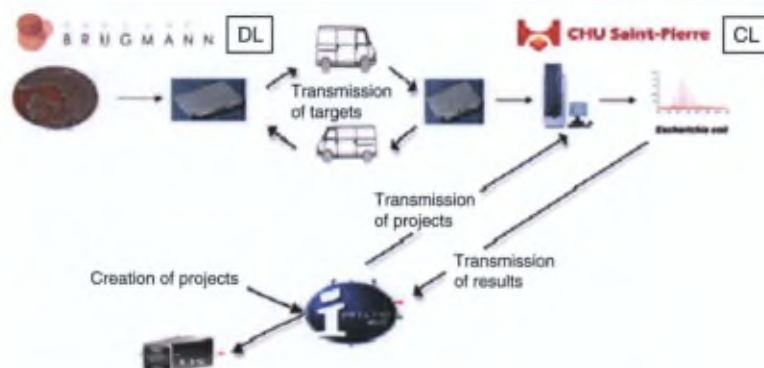 BRUGMANN
DL
CHU Saint-Pierre
CL
Transmission
of targets
Escherichia coli
Transmission
of projects
Transmission
of results
Creation of projects
i